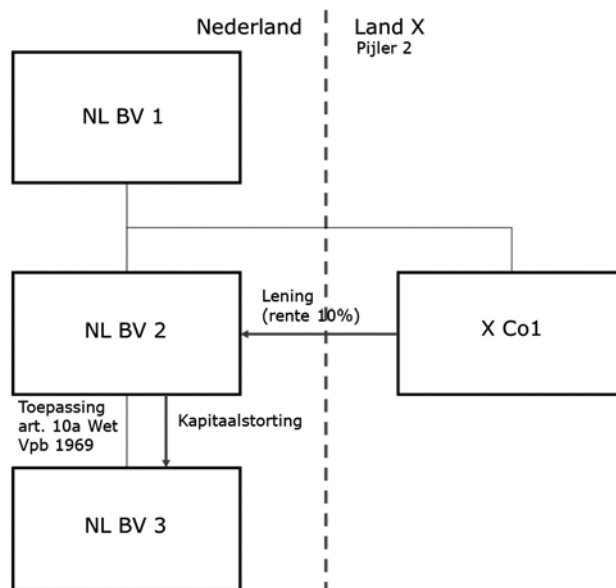 Nederland
Land X
Pijler 2
NL BV 1
Lening
(rente 10%)
NL BV 2
X Co1
Toepassing
art. 10a Wet
Vpb 1969
Kapitaalstorting
NL BV 3